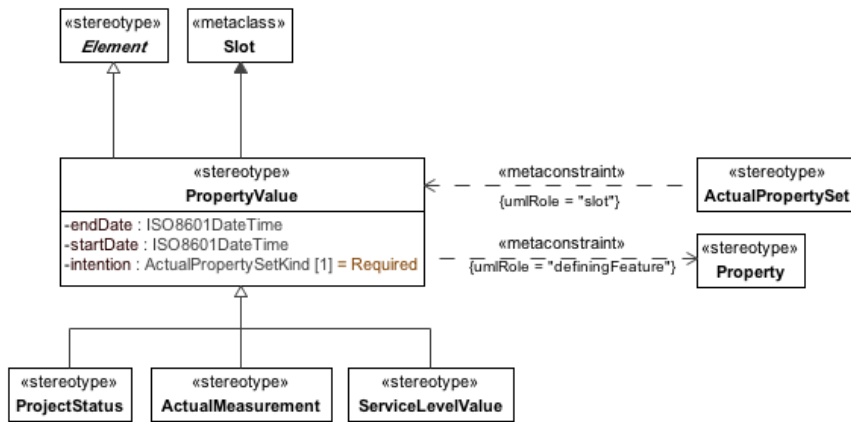 «stereotype»
Element
«metaclass»
Slot
«stereotype»
PropertyValue
-endDate : ISO8601DateTime
-startDate : ISO8601DateTime
-intention : ActualPropertySetKind [1] = Required
«metaconstraint»
{umlRole = "slot"}
«stereotype»
ActualPropertySet
«metaconstraint»
{umlRole = "definingFeature"}
«stereotype»
Property
«stereotype»
ProjectStatus
«stereotype»
ActualMeasurement
«stereotype»
ServiceLevelValue